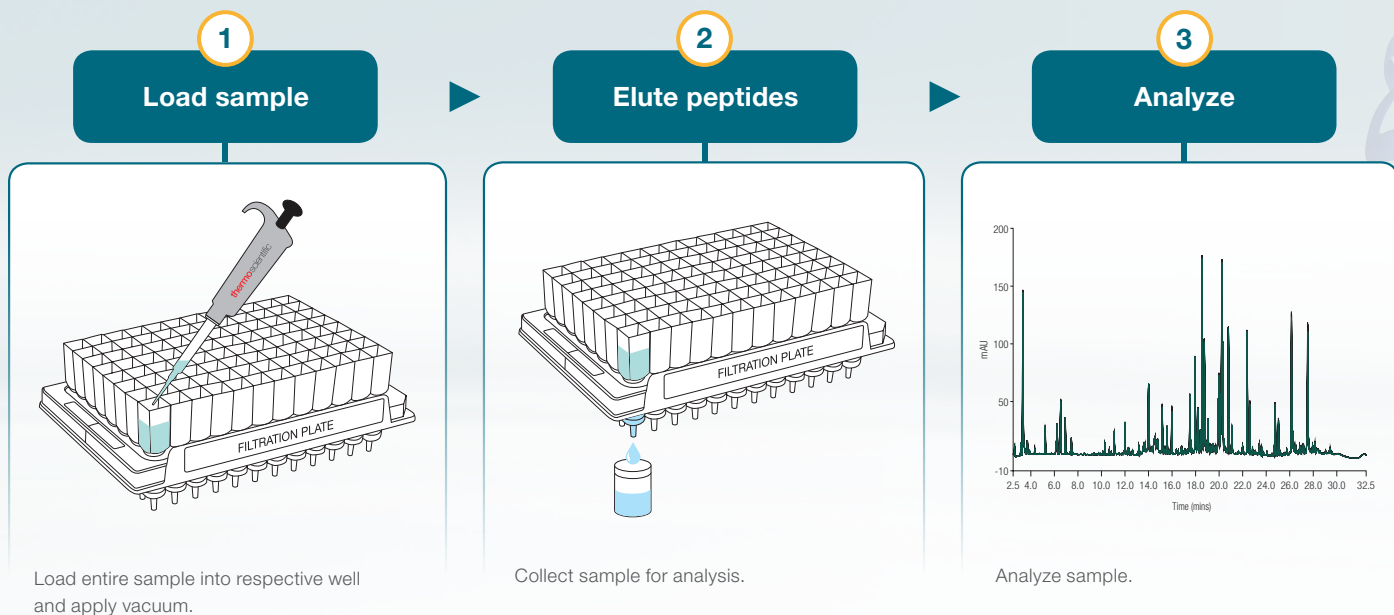 1
Load sample
2
Elute peptides
3
Analyze
thermoscientific
FILTRATION PLATE
Load entire sample into respective well
and apply vacuum.
FILTRATION PLATE
Collect sample for analysis.
200
150
100
50
-10
mAU
2.5 4.0 6.0 8.0 10.0 12.0 14.0 16.0 18.0 20.0 22.0 24.0 26.0 28.0 30.0 32.5
Time (mins)
Analyze sample.